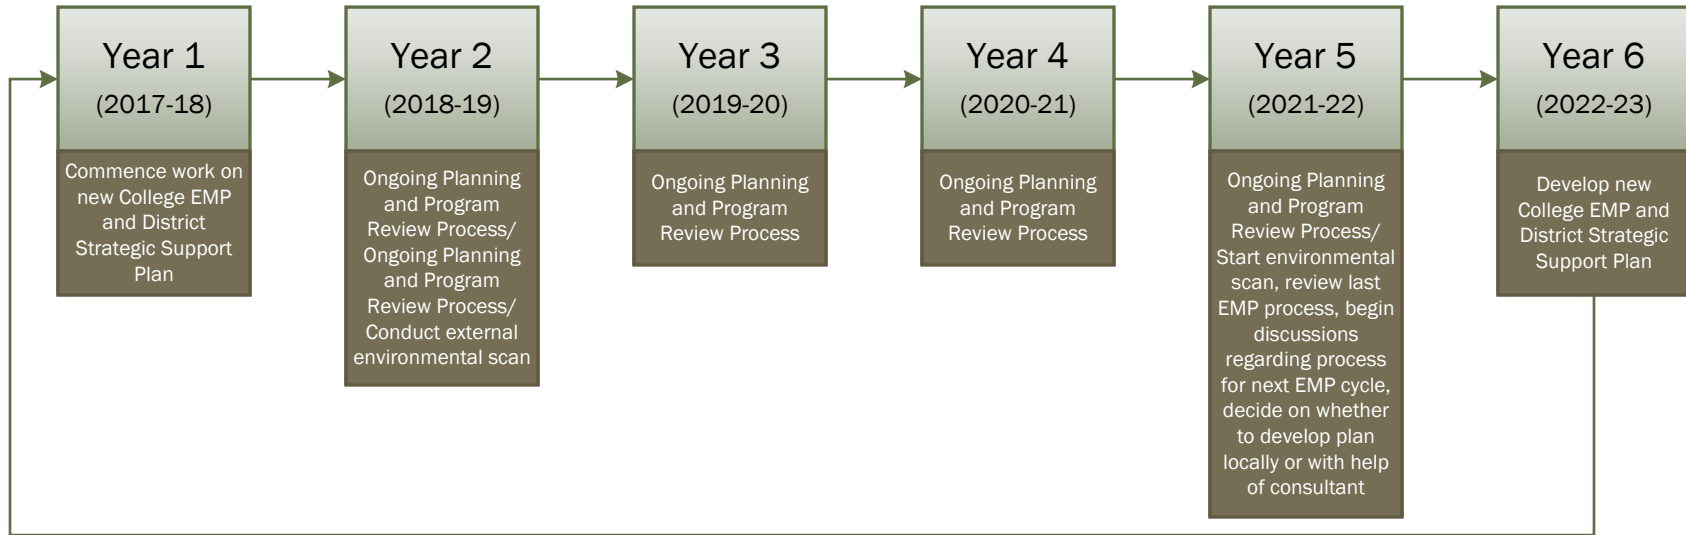 Year 1
(2017-18)
Commence work on
new College EMP
and District
Strategic Support
Plan
Year 2
(2018-19)
Ongoing Planning
and Program
Review Process/
Ongoing Planning
and Program
Review Process/
Conduct external
environmental scan
Year 3
(2019-20)
Ongoing Planning
and Program
Review Process
Year 4
(2020-21)
Ongoing Planning
and Program
Review Process
Year 5
(2021-22)
Ongoing Planning
and Program
Review Process/
Start environmental
scan, review last
EMP process, begin
discussions
regarding process
for next EMP cycle,
decide on whether
to develop plan
locally or with help
of consultant
Year 6
(2022-23)
Develop new
College EMP and
District Strategic
Support Plan